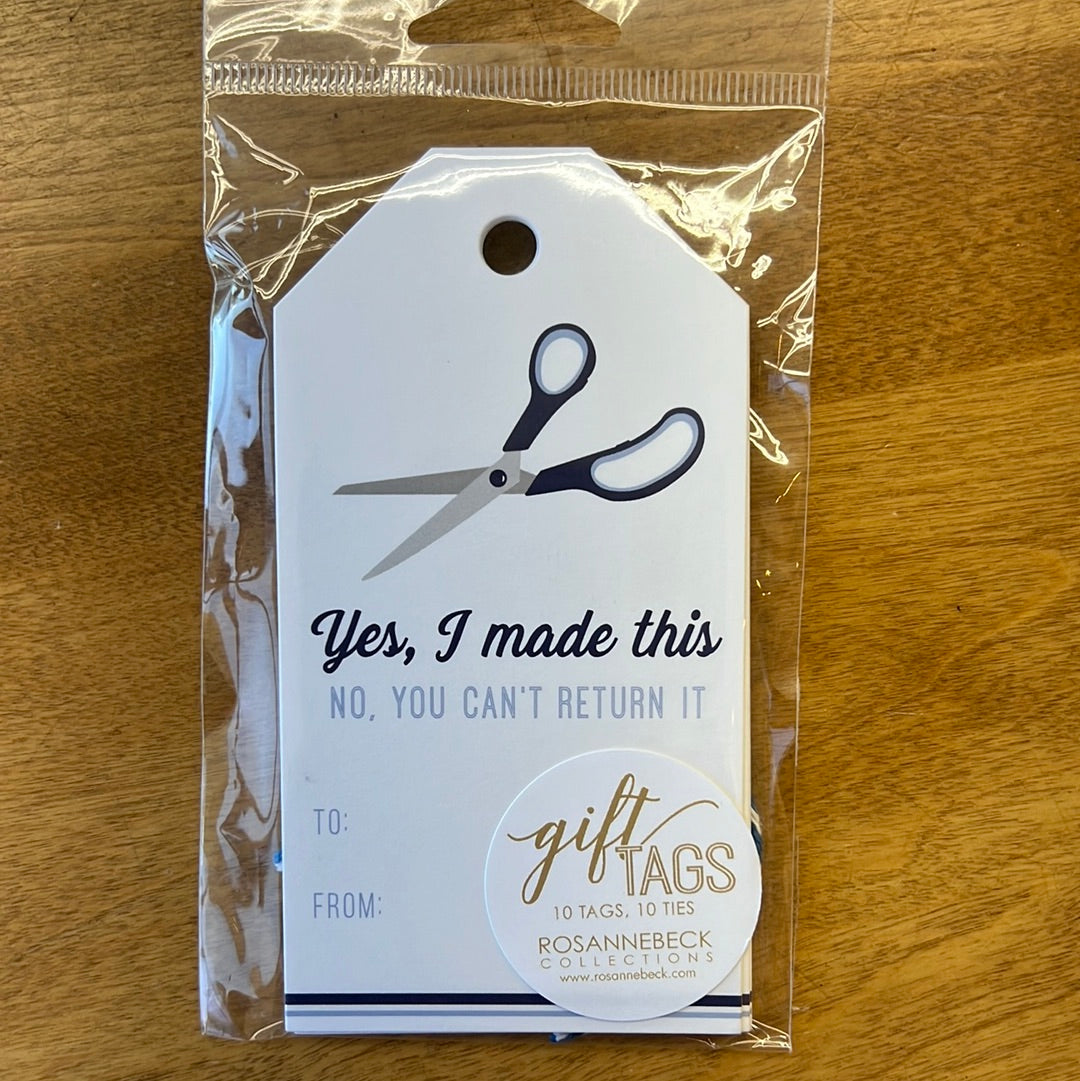 Yes, I made this
NO, YOU CAN'T RETURN IT
TO:
FROM:
gift
TAGS
10 TAGS, 10 TIES
ROSANNEBECK
COLLECTIONS
www.rosannebeck.com